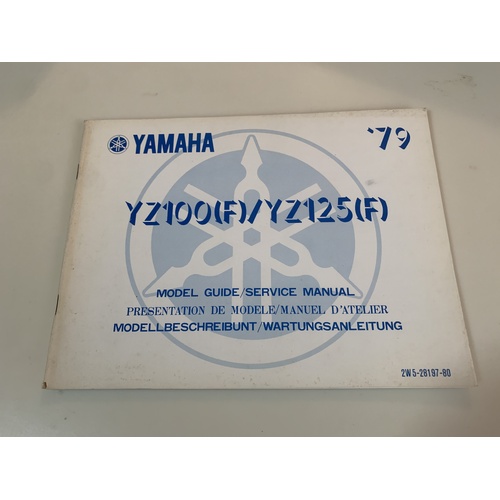 YAMAHA '79
YZ100(F)/YZ125(F)
MODEL GUIDE/SERVICE MANUAL
PRESENTATION DE MODELE/MANUEL D'ATELIER
MODELLBESCHREIBUNT/WARTUNGSANLEITUNG
2W5-28197-80